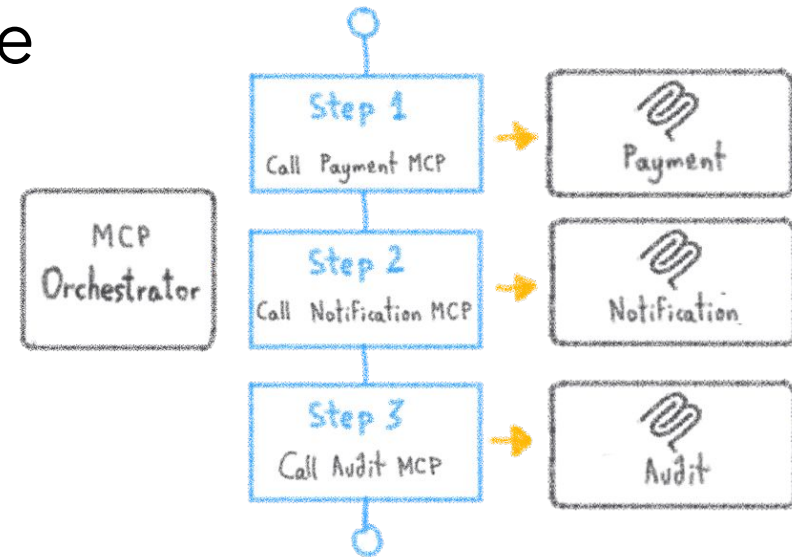 e
MCP
Orchestrator
Step 1
Call Payment MCP
Payment
Step 2
Call Notification MCP
Notification
Step 3
Call Audit MCP
Audit